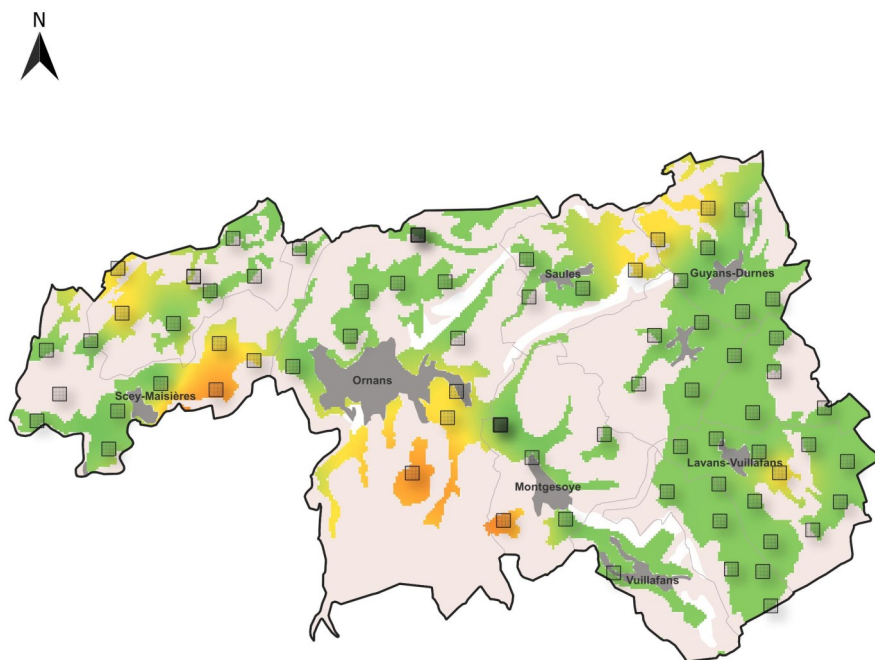 N
Saules
Guyans-Durnes
Ornans
Scey-Maisières
Lavans-Vuillafans
Montgesoye
Vuillafans